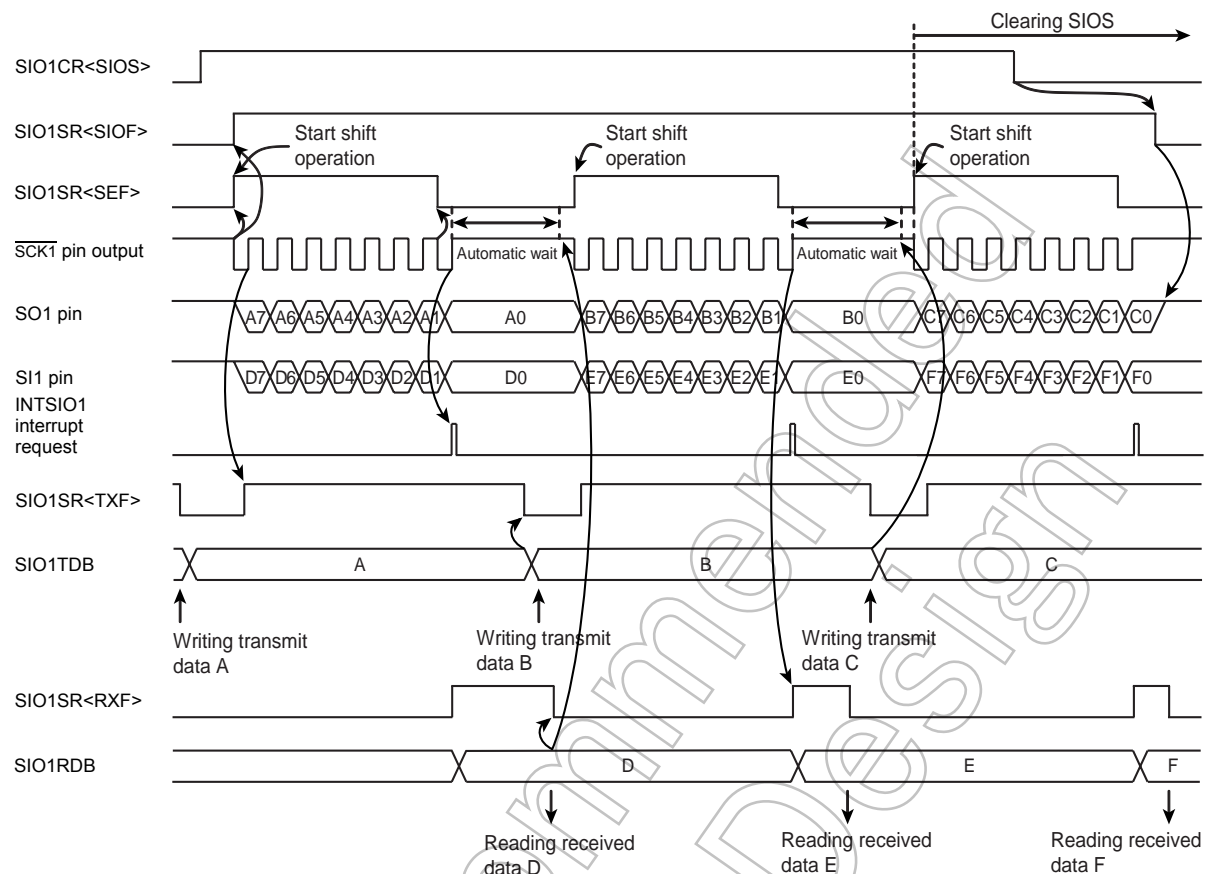 Clearing SIOS
SIO1CR<SIOS>
SIO1SR<SIOF>
Start shift
operation
Start shift
operation
Start shift
operation
SIO1SR<SEF>
SCK1 pin output
Automatic wait
Automatic wait
SO1 pin
A7 A6 A5 A4 A3 A2 A1 A0 B7 B6 B5 B4 B3 B2 B1 B0 C7 C6 C5 C4 C3 C2 C1 C0
SI1 pin
D7 D6 D5 D4 D3 D2 D1 D0 E7 E6 E5 E4 E3 E2 E1 E0 F7 F6 F5 F4 F3 F2 F1 F0
INTSIO1
interrupt
request
SIO1SR<TXF>
SIO1TDB
A B C
Writing transmit
data A
Writing transmit
data B
Writing transmit
data C
SIO1SR<RXF>
SIO1RDB
D E F
Reading received
data D
Reading received
data E
Reading received
data F
ommended
Design